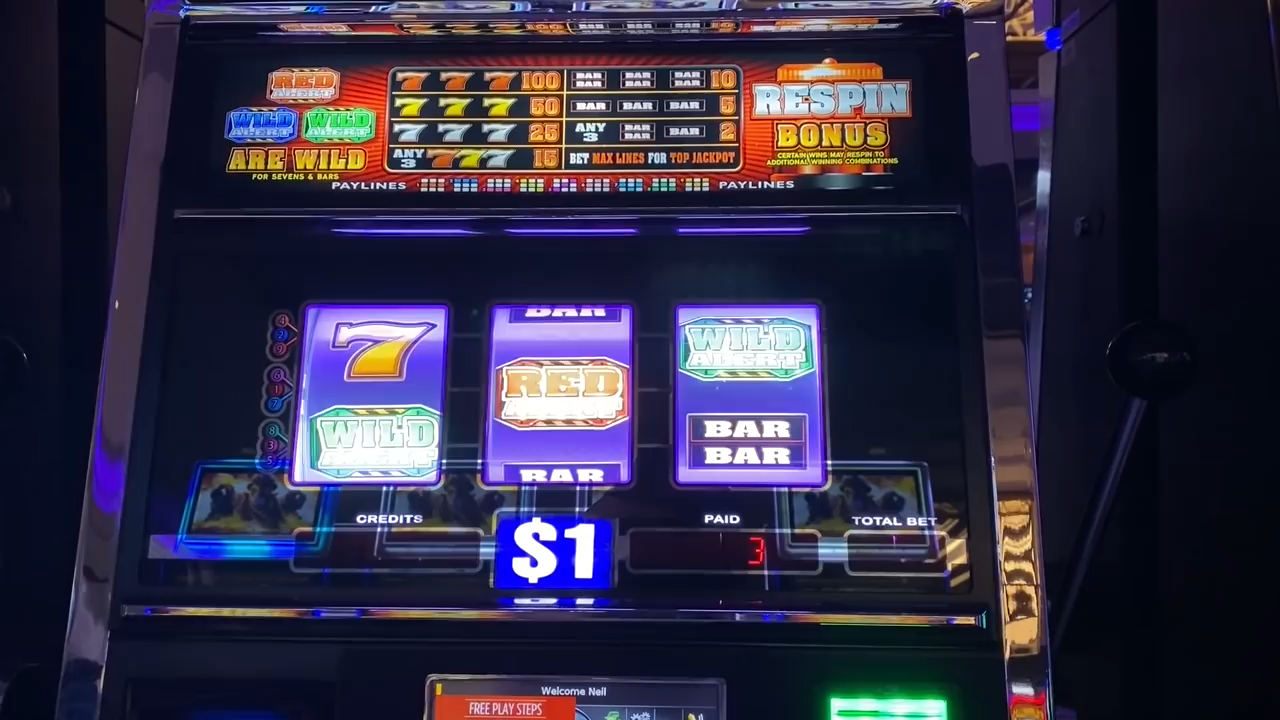 RED
ALERT
WILD WILD
ALERT ALERT
ARE WILD
FOR SEVENS & BARS
7 7 7 100
7 7 7 50
7 7 7 25
ANY 3 7 7 7 15
BAR BAR BAR
BAR BAR BAR 10
BAR BAR BAR 5
ANY 3 BAR BAR BAR 2
BET MAX LINES FOR TOP JACKPOT
RESPIN
BONUS
CERTAIN WINS MAY RESPIN TO
ADDITIONAL WINNING COMBINATIONS
PAYLINES PAYLINES
BAR
7
WILD
ALERT
RED
WILD
ALERT
BAR
BAR
BAR
CREDITS
$1
PAID
3
TOTAL BET
Welcome Neil
FREE PLAY STEPS